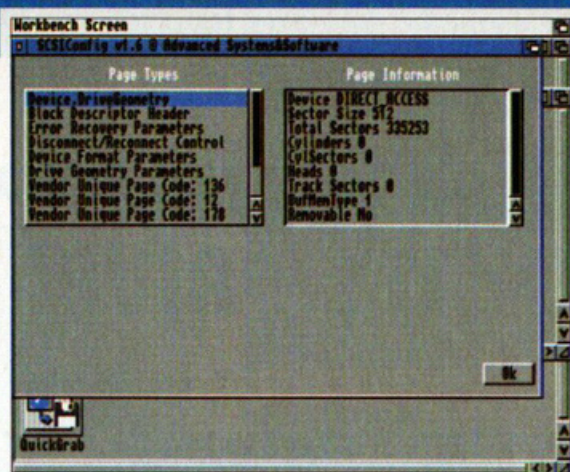 Workbench Screen
SCSIConfig v1.6 © Advanced Systems&Software
Page Types
Device DriveGeometry
Block Descriptor Header
Error Recovery Parameters
Disconnect/Reconnect Control
Device Format Parameters
Drive Geometry Parameters
Vendor Unique Page Code: 136
Vendor Unique Page Code: 12
Vendor Unique Page Code: 178
Page Information
Device DIRECT_ACCESS
Sector Size 512
Total Sectors 335253
Cylinders 0
CylSectors 0
Heads 0
Track Sectors 0
BufMemType 1
Removable No
Ok
QuickGrab